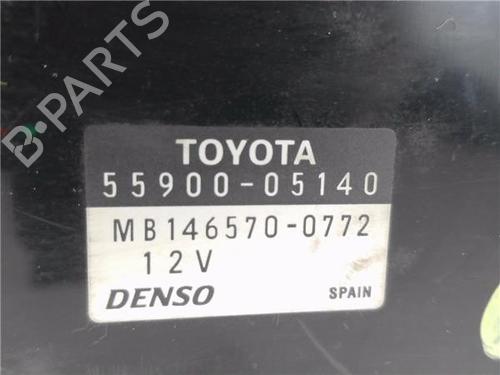 TOYOTA
55900-05140
MB146570-0772
12V
DENSO SPAIN
B-PARTS